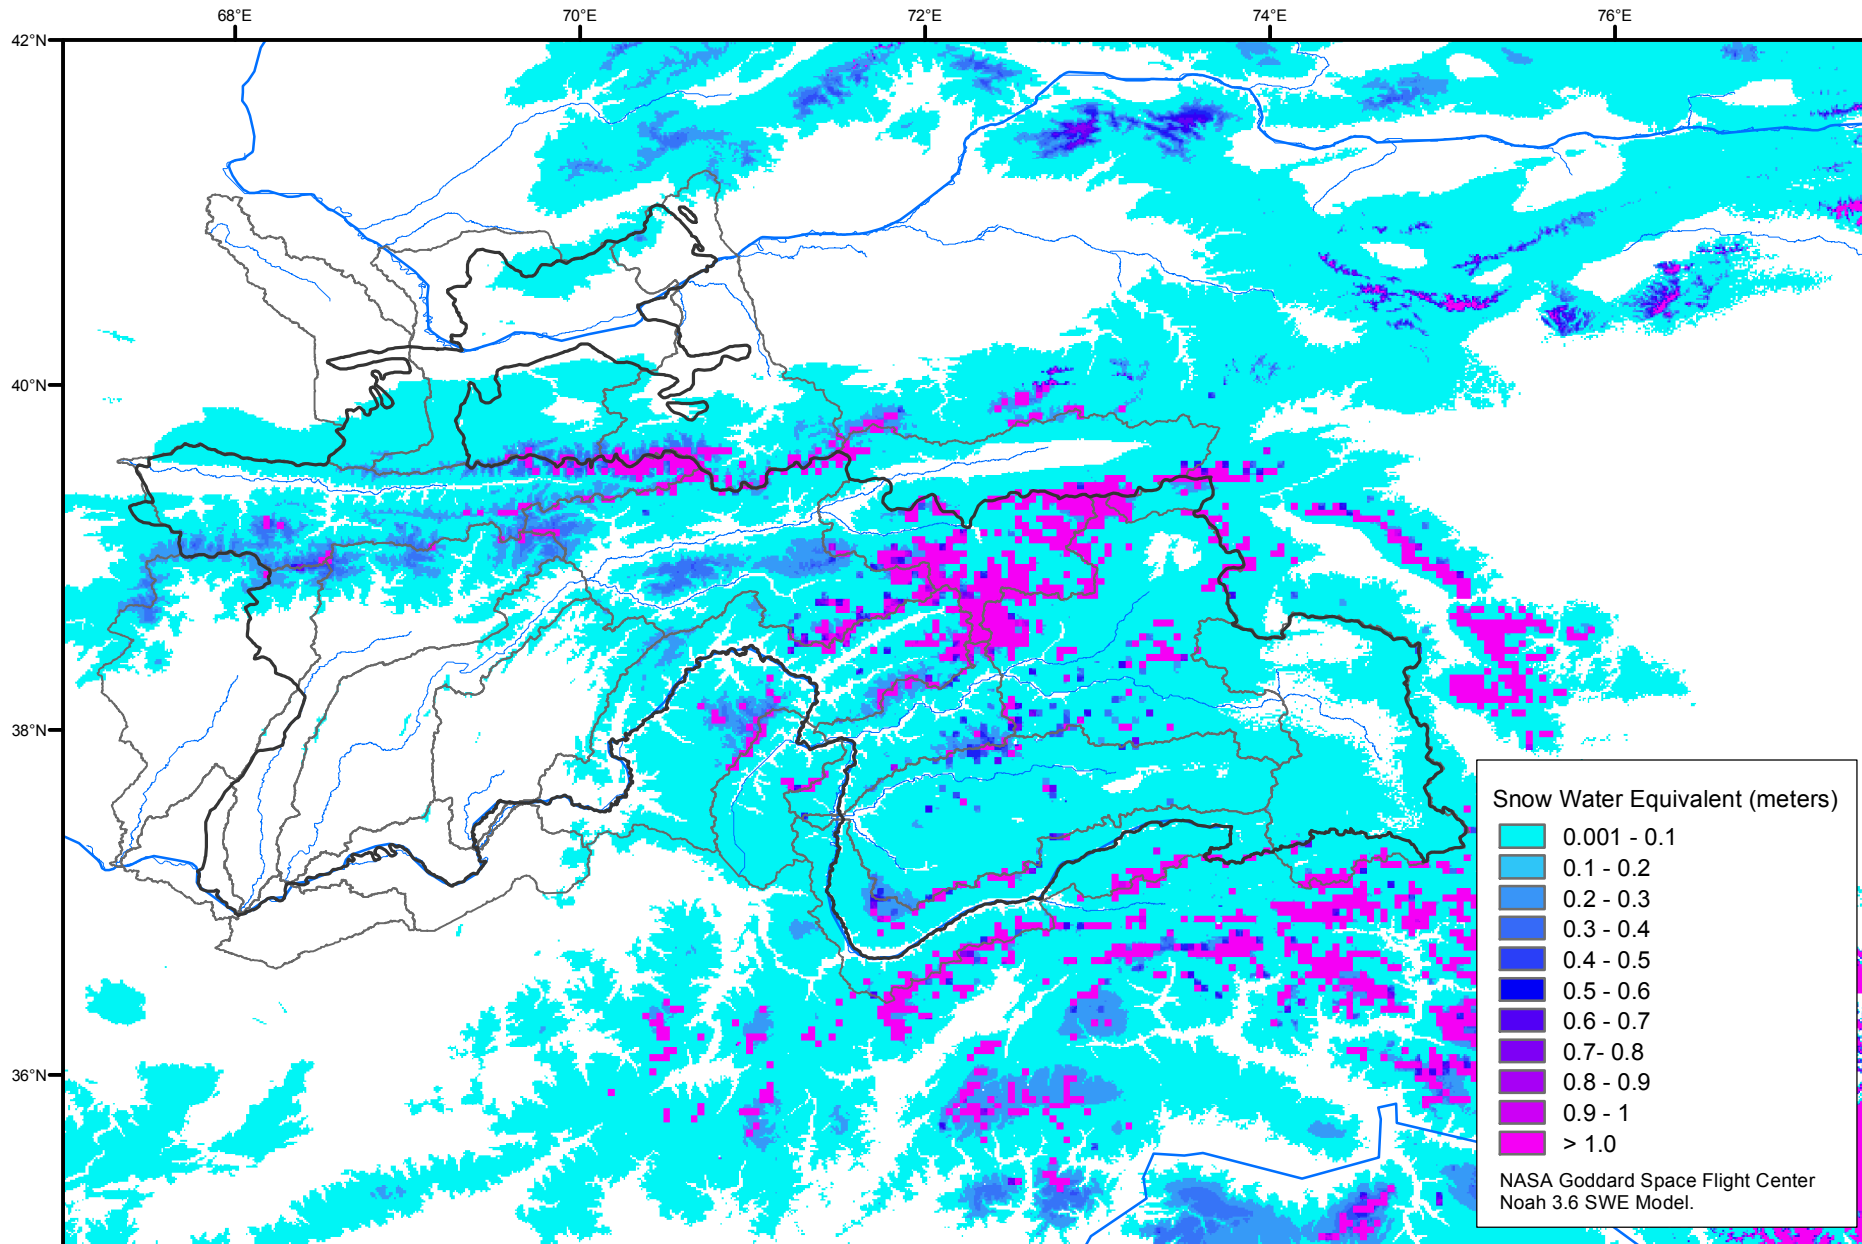 68°E
70°E
72°E
74°E
76°E
42°N
40°N
38°N
36°N
Snow Water Equivalent (meters)
0.001 - 0.1
0.1 - 0.2
0.2 - 0.3
0.3 - 0.4
0.4 - 0.5
0.5 - 0.6
0.6 - 0.7
0.7- 0.8
0.8 - 0.9
0.9 - 1
> 1.0
NASA Goddard Space Flight Center
Noah 3.6 SWE Model.